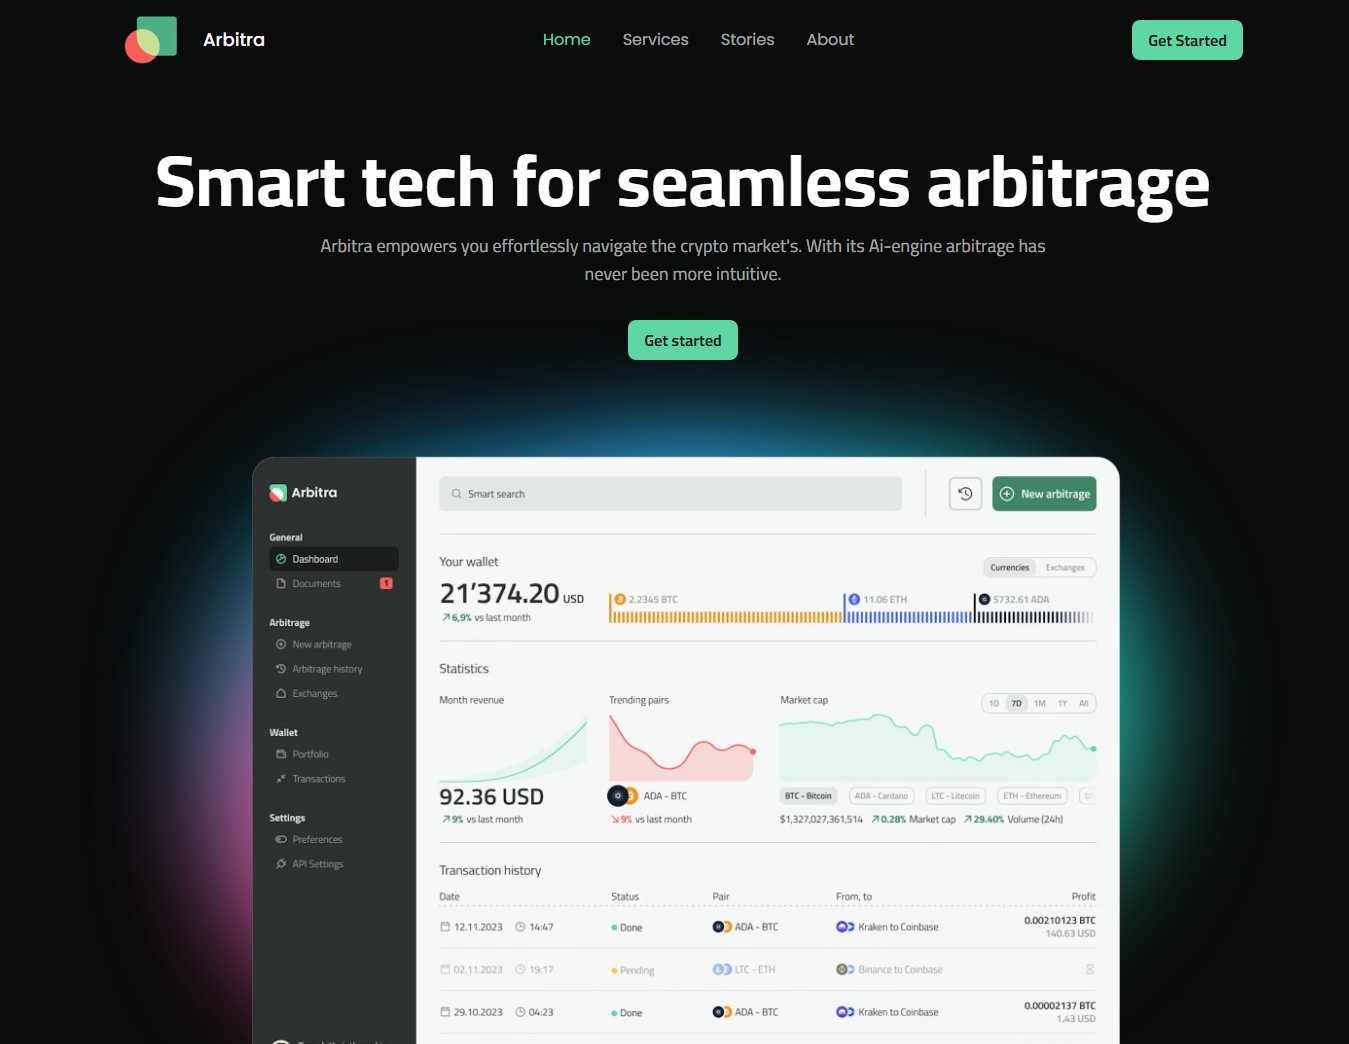 Arbitra
Home Services Stories About
Get Started
Smart tech for seamless arbitrage
Arbitra empowers you effortlessly navigate the crypto market's. With its Ai-engine arbitrage has
never been more intuitive.
Get started
Arbitra
General
Dashboard
Documents 1
Arbitrage
New arbitrage
Arbitrage history
Exchanges
Wallet
Portfolio
Transactions
Settings
Preferences
API Settings
Smart search
New arbitrage
Your wallet
Currencies Exchanges
21’374.20 USD
2.2345 BTC 11.06 ETH 5732.61 ADA
6,9% vs last month
Statistics
Month revenue
92.36 USD
9% vs last month
Trending pairs
ADA - BTC
9% vs last month
Market cap
1D 7D 1M 1Y All
BTC - Bitcoin ADA - Cardano LTC - Litecoin ETH - Ethereum
$1,327,027,361,514 0.28% Market cap 29.40% Volume (24h)
Transaction history
Date Status Pair From, to Profit
12.11.2023 14:47 Done ADA - BTC Kraken to Coinbase 0.00210123 BTC
140.63 USD
02.11.2023 19:17 Pending LTC - ETH Binance to Coinbase
29.10.2023 04:23 Done ADA - BTC Kraken to Coinbase 0.00002137 BTC
1.43 USD